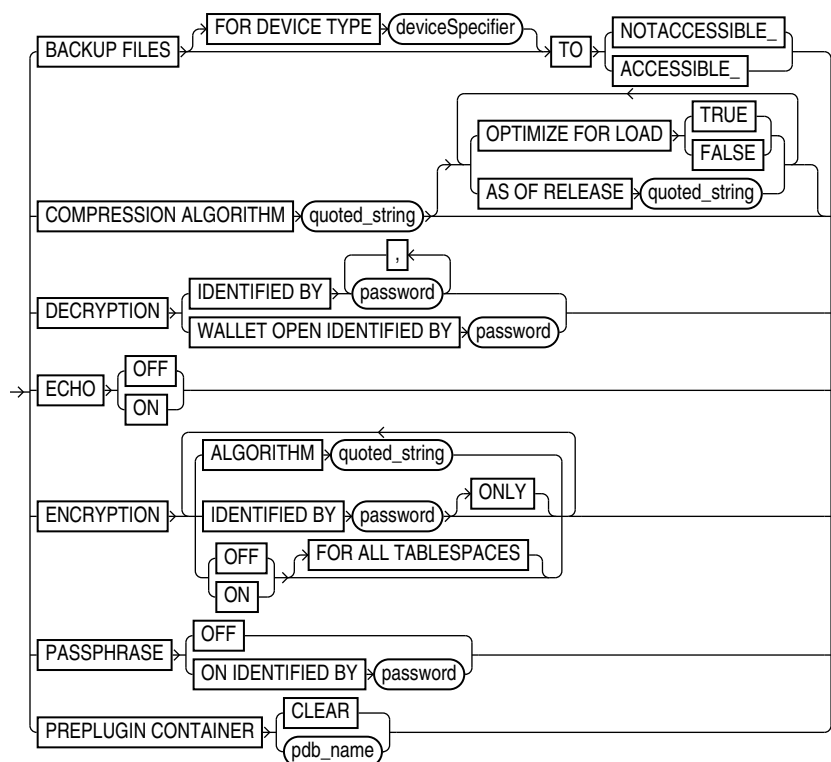 FOR DEVICE TYPE deviceSpecifier
BACKUP FILES
TO
NOTACCESSIBLE_
ACCESSIBLE_
OPTIMIZE FOR LOAD
TRUE
FALSE
AS OF RELEASE quoted_string
COMPRESSION ALGORITHM quoted_string
,
IDENTIFIED BY password
DECRYPTION
WALLET OPEN IDENTIFIED BY password
OFF
ECHO
ON
ALGORITHM quoted_string
ONLY
ENCRYPTION IDENTIFIED BY password
OFF
FOR ALL TABLESPACES
ON
OFF
PASSPHRASE
ON IDENTIFIED BY password
CLEAR
PREPLUGIN CONTAINER
pdb_name